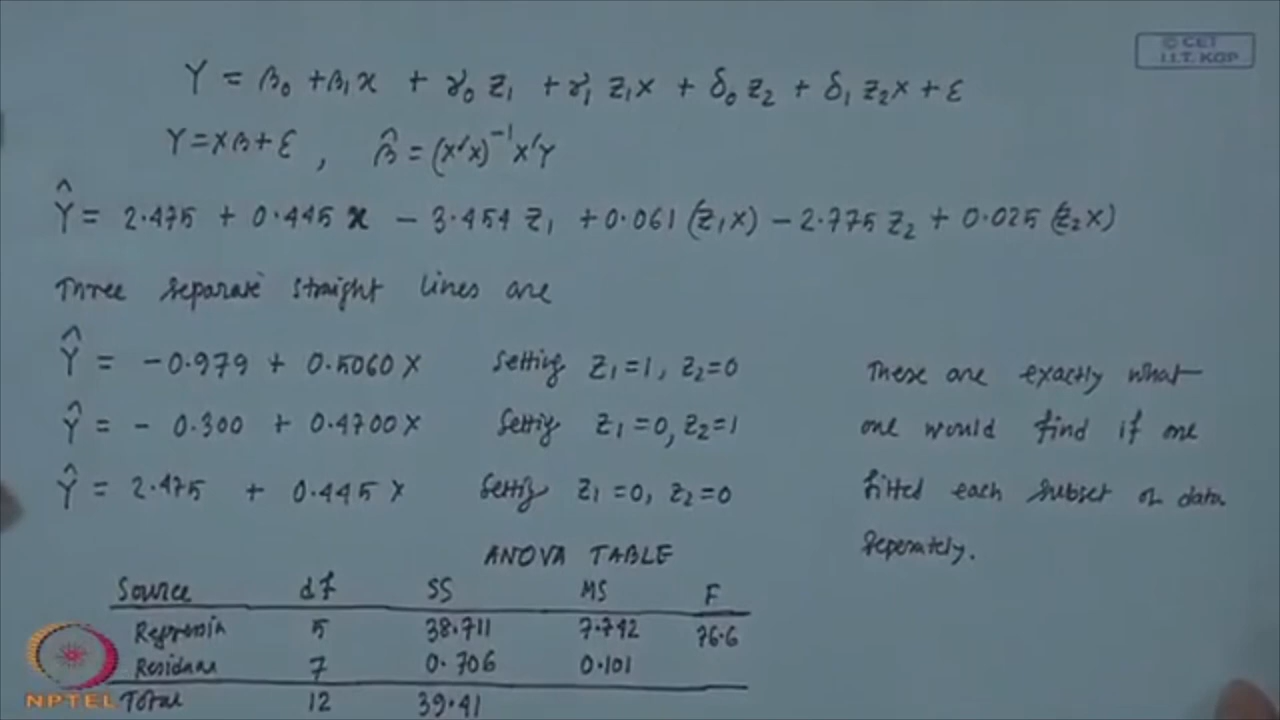 © CET
I.I.T. KGP
Y = β₀ + β₁x + γ₀ Z₁ + γ₁ Z₁x + δ₀ Z₂ + δ₁ Z₂x + ε
Y = Xβ + ε , β̂ = (X′X)⁻¹ X′Y
Ŷ = 2.475 + 0.445 x − 3.454 Z₁ + 0.061 (Z₁x) − 2.775 Z₂ + 0.025 (Z₂x)
Three separate straight lines are
Ŷ = −0.979 + 0.5060 X Setting Z₁=1, Z₂=0
Ŷ = − 0.300 + 0.4700 X Settig Z₁=0, Z₂=1
Ŷ = 2.475 + 0.445 X Settig Z₁=0, Z₂=0
These are exactly what
one would find if one
fitted each subset of data
seperately.
ANOVA TABLE
Source df SS MS F
Regression 5 38.711 7.742 76.6
Residual 7 0.706 0.101
Total 12 39.41
NPTEL